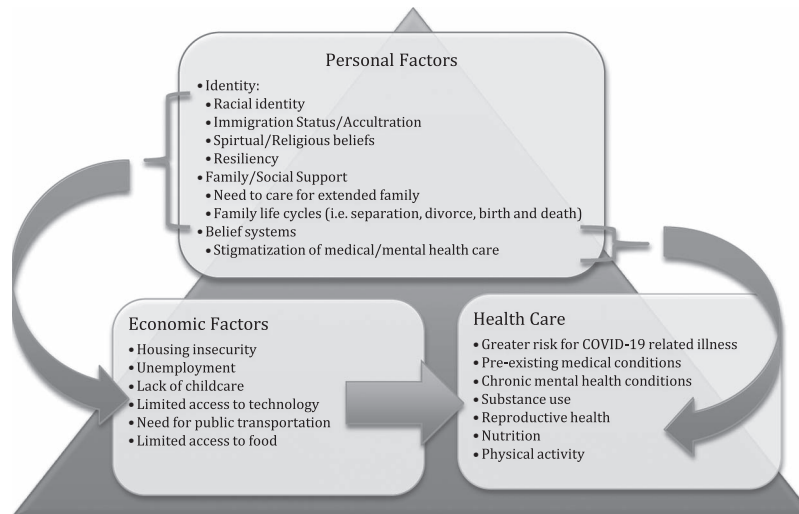 Personal Factors
• Identity:
• Racial identity
• Immigration Status/Accultration
• Spirtual/Religious beliefs
• Resiliency
• Family/Social Support
• Need to care for extended family
• Family life cycles (i.e. separation, divorce, birth and death)
• Belief systems
• Stigmatization of medical/mental health care
Economic Factors
• Housing insecurity
• Unemployment
• Lack of childcare
• Limited access to technology
• Need for public transportation
• Limited access to food
Health Care
• Greater risk for COVID-19 related illness
• Pre-existing medical conditions
• Chronic mental health conditions
• Substance use
• Reproductive health
• Nutrition
• Physical activity